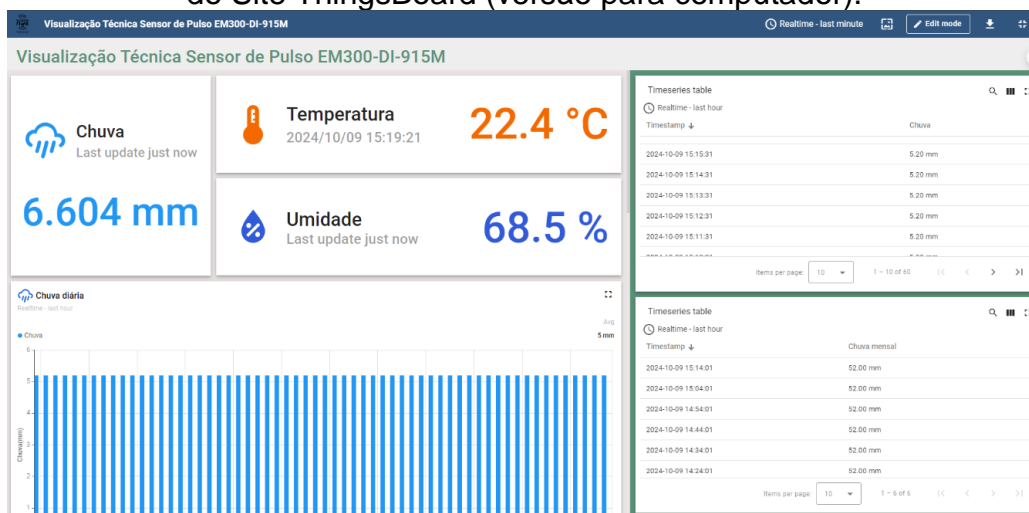 do Site ThingsBoard (versão para computador).
Visualização Técnica Sensor de Pulso EM300-DI-915M
Realtime - last minute
Edit mode
Visualização Técnica Sensor de Pulso EM300-DI-915M
Chuva
Last update just now
6.604 mm
Temperatura
2024/10/09 15:19:21
22.4 °C
Umidade
Last update just now
68.5 %
Chuva diária
Realtime - last hour
Avg
Chuva
5 mm
6
5
4
3
2
1
Chuva(mm)
Timeseries table
Realtime - last hour
Timestamp ↓ Chuva
2024-10-09 15:15:31 5.20 mm
2024-10-09 15:14:31 5.20 mm
2024-10-09 15:13:31 5.20 mm
2024-10-09 15:12:31 5.20 mm
2024-10-09 15:11:31 5.20 mm
Items per page: 10 1 – 10 of 60
Timeseries table
Realtime - last hour
Timestamp ↓ Chuva mensal
2024-10-09 15:14:01 52.00 mm
2024-10-09 15:04:01 52.00 mm
2024-10-09 14:54:01 52.00 mm
2024-10-09 14:44:01 52.00 mm
2024-10-09 14:34:01 52.00 mm
2024-10-09 14:24:01 52.00 mm
Items per page: 10 1 – 6 of 6